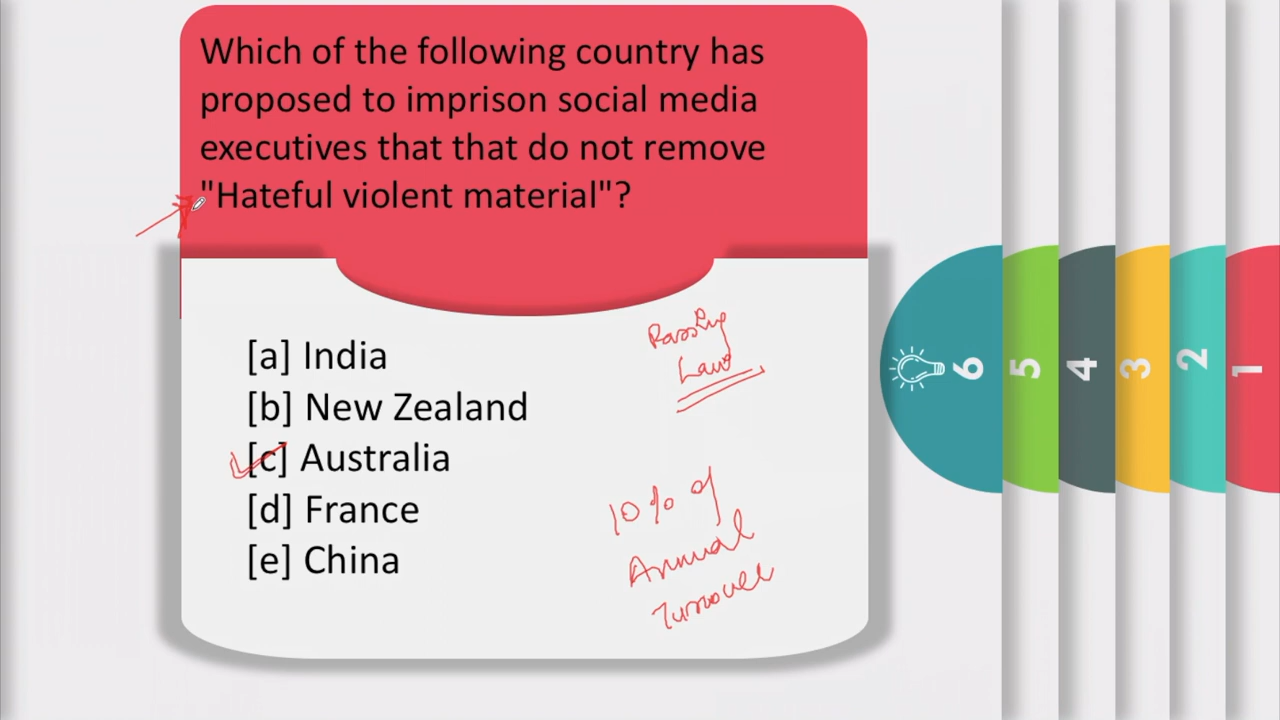 Which of the following country has
proposed to imprison social media
executives that that do not remove
"Hateful violent material"?
[a] India
[b] New Zealand
[c] Australia
[d] France
[e] China
Passing
Law
10% of
Annual
Turnover
6
5
4
3
2
1